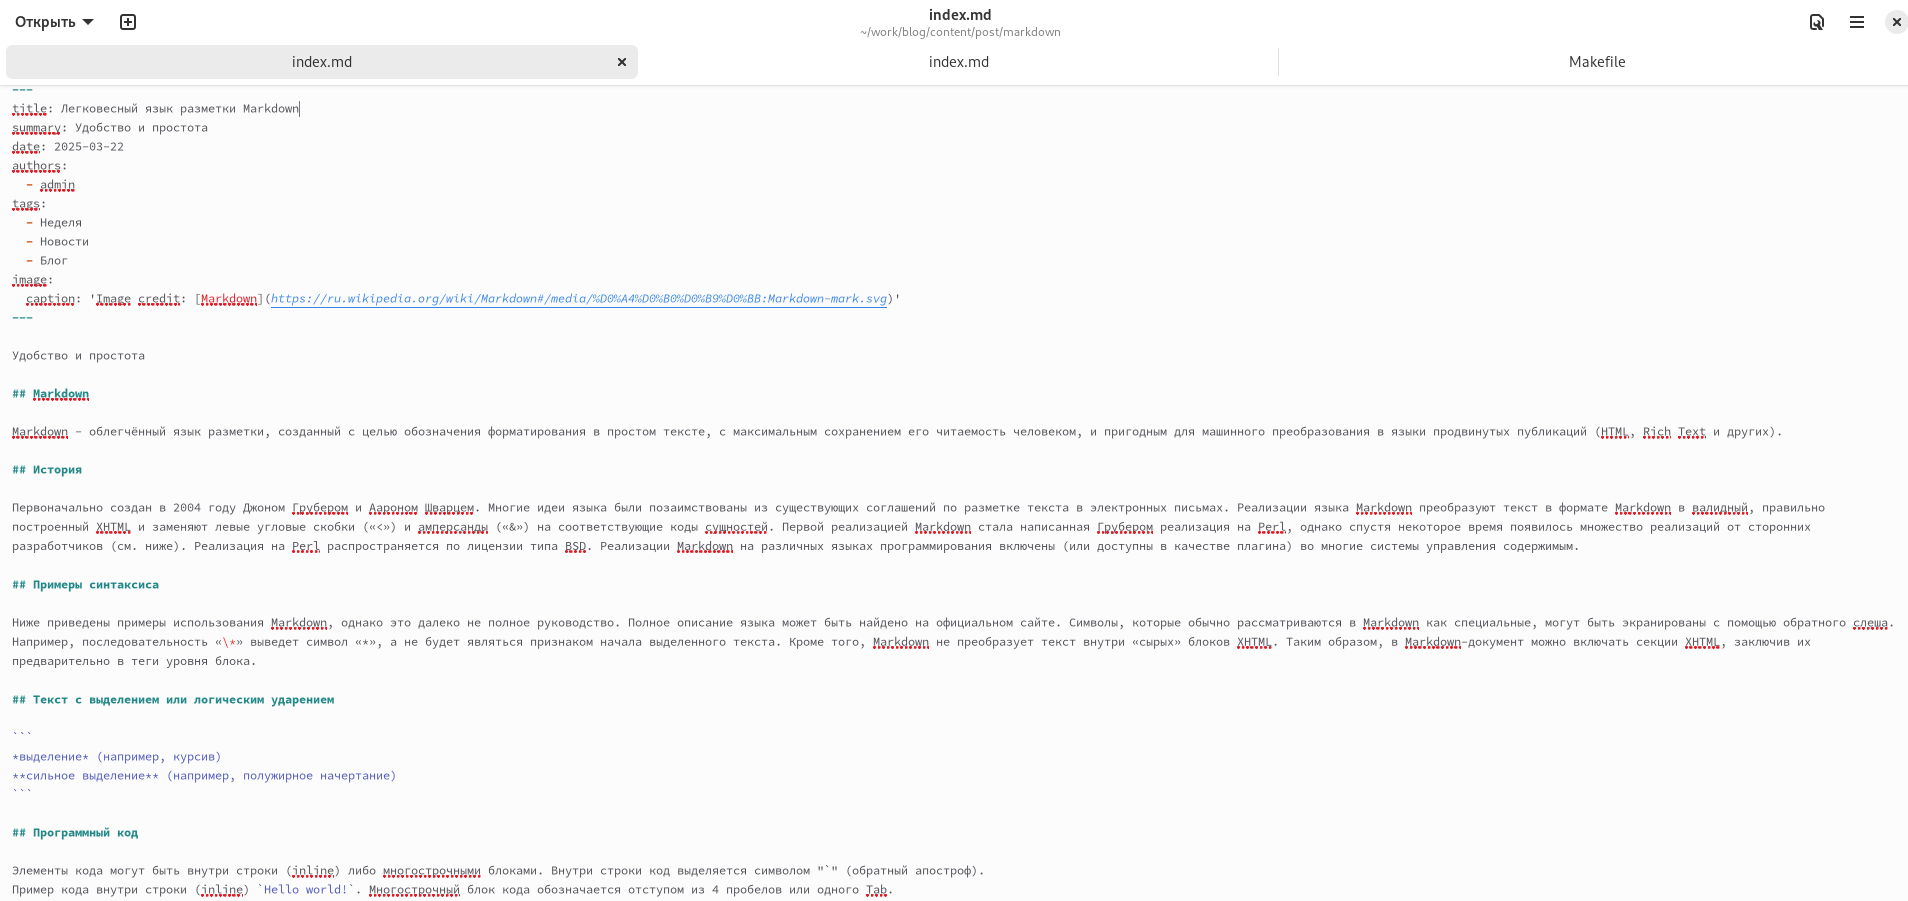 Открыть
index.md
~/work/blog/content/post/markdown
index.md
index.md
Makefile
---
title: Легковесный язык разметки Markdown
summary: Удобство и простота
date: 2025-03-22
authors:
  - admin
tags:
  - Неделя
  - Новости
  - Блог
image:
  caption: 'Image credit: [Markdown](https://ru.wikipedia.org/wiki/Markdown#/media/%D0%A4%D0%B0%D0%B9%D0%BB:Markdown-mark.svg)'
---
Удобство и простота
## Markdown
Markdown - облегчённый язык разметки, созданный с целью обозначения форматирования в простом тексте, с максимальным сохранением его читаемость человеком, и пригодным для машинного преобразования в языки продвинутых публикаций (HTML, Rich Text и других).
## История
Первоначально создан в 2004 году Джоном Грубером и Аароном Шварцем. Многие идеи языка были позаимствованы из существующих соглашений по разметке текста в электронных письмах. Реализации языка Markdown преобразуют текст в формате Markdown в валидный, правильно
построенный XHTML и заменяют левые угловые скобки («<») и амперсанды («&») на соответствующие коды сущностей. Первой реализацией Markdown стала написанная Грубером реализация на Perl, однако спустя некоторое время появилось множество реализаций от сторонних
разработчиков (см. ниже). Реализация на Perl распространяется по лицензии типа BSD. Реализации Markdown на различных языках программирования включены (или доступны в качестве плагина) во многие системы управления содержимым.
## Примеры синтаксиса
Ниже приведены примеры использования Markdown, однако это далеко не полное руководство. Полное описание языка может быть найдено на официальном сайте. Символы, которые обычно рассматриваются в Markdown как специальные, могут быть экранированы с помощью обратного слеша.
Например, последовательность «\*» выведет символ «*», а не будет являться признаком начала выделенного текста. Кроме того, Markdown не преобразует текст внутри «сырых» блоков XHTML. Таким образом, в Markdown-документ можно включать секции XHTML, заключив их
предварительно в теги уровня блока.
## Текст с выделением или логическим ударением
```
*выделение* (например, курсив)
**сильное выделение** (например, полужирное начертание)
```
## Программный код
Элементы кода могут быть внутри строки (inline) либо многострочными блоками. Внутри строки код выделяется символом "`" (обратный апостроф).
Пример кода внутри строки (inline) `Hello world!`. Многострочный блок кода обозначается отступом из 4 пробелов или одного Tab.